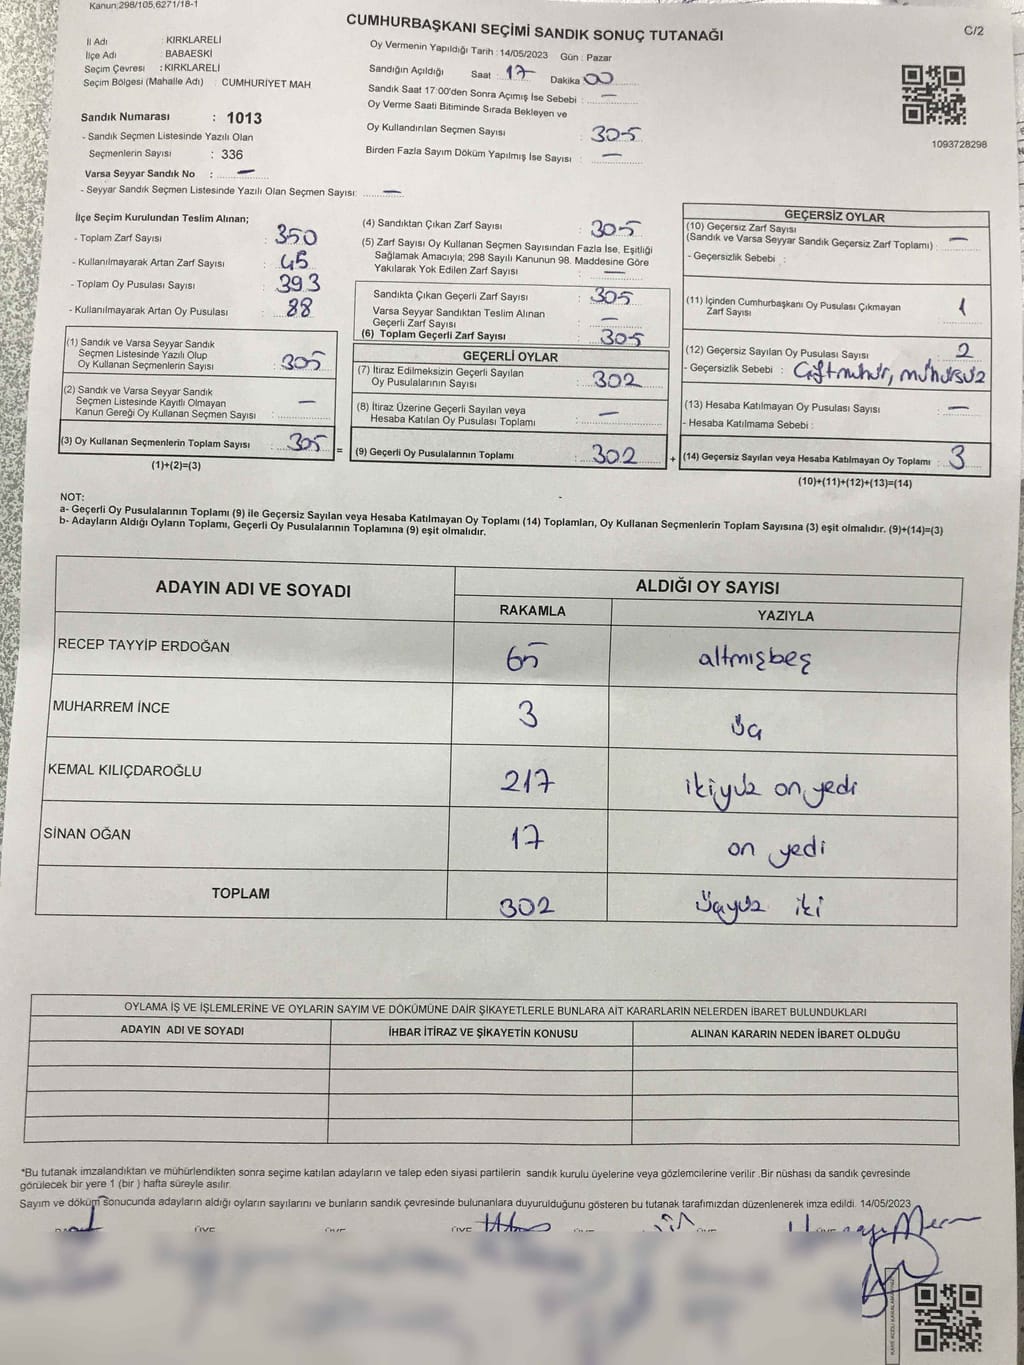 Kanun:298/105,6271/18-1
CUMHURBAŞKANI SEÇİMİ SANDIK SONUÇ TUTANAĞI
C/2
İl Adı : KIRKLARELİ
İlçe Adı : BABAESKİ
Seçim Çevresi : KIRKLARELİ
Seçim Bölgesi (Mahalle Adı) : CUMHURİYET MAH
Oy Vermenin Yapıldığı Tarih : 14/05/2023 Gün : Pazar
Sandığın Açıldığı Saat 17 Dakika 00
Sandık Saat 17:00'den Sonra Açımış İse Sebebi : —
Oy Verme Saati Bitiminde Sırada Bekleyen ve
Oy Kullandırılan Seçmen Sayısı : 305
Birden Fazla Sayım Döküm Yapılmış İse Sayısı : —
1093728298
Sandık Numarası : 1013
- Sandık Seçmen Listesinde Yazılı Olan
Seçmenlerin Sayısı : 336
Varsa Seyyar Sandık No : —
- Seyyar Sandık Seçmen Listesinde Yazılı Olan Seçmen Sayısı: —
İlçe Seçim Kurulundan Teslim Alınan;
- Toplam Zarf Sayısı : 350
- Kullanılmayarak Artan Zarf Sayısı : 45
- Toplam Oy Pusulası Sayısı : 393
- Kullanılmayarak Artan Oy Pusulası : 88
(1) Sandık ve Varsa Seyyar Sandık
Seçmen Listesinde Yazılı Olup
Oy Kullanan Seçmenlerin Sayısı : 305
(2) Sandık ve Varsa Seyyar Sandık
Seçmen Listesinde Kayıtlı Olmayan
Kanun Gereği Oy Kullanan Seçmen Sayısı : —
(3) Oy Kullanan Seçmenlerin Toplam Sayısı : 305 =
(1)+(2)=(3)
(4) Sandıktan Çıkan Zarf Sayısı : 305
(5) Zarf Sayısı Oy Kullanan Seçmen Sayısından Fazla İse, Eşitliği
Sağlamak Amacıyla; 298 Sayılı Kanunun 98. Maddesine Göre
Yakılarak Yok Edilen Zarf Sayısı : —
Sandıkta Çıkan Geçerli Zarf Sayısı : 305
Varsa Seyyar Sandıktan Teslim Alınan
Geçerli Zarf Sayısı : —
(6) Toplam Geçerli Zarf Sayısı : 305
GEÇERLİ OYLAR
(7) İtiraz Edilmeksizin Geçerli Sayılan
Oy Pusulalarının Sayısı : 302
(8) İtiraz Üzerine Geçerli Sayılan veya
Hesaba Katılan Oy Pusulası Toplamı : —
(9) Geçerli Oy Pusulalarının Toplamı : 302 +
GEÇERSİZ OYLAR
(10) Geçersiz Zarf Sayısı
(Sandık ve Varsa Seyyar Sandık Geçersiz Zarf Toplamı) : —
- Geçersizlik Sebebi :
(11) İçinden Cumhurbaşkanı Oy Pusulası Çıkmayan
Zarf Sayısı : 1
(12) Geçersiz Sayılan Oy Pusulası Sayısı : 2
- Geçersizlik Sebebi : Çift mühür, mühürsüz
(13) Hesaba Katılmayan Oy Pusulası Sayısı : —
- Hesaba Katılmama Sebebi :
(14) Geçersiz Sayılan veya Hesaba Katılmayan Oy Toplamı : 3
(10)+(11)+(12)+(13)=(14)
NOT:
a- Geçerli Oy Pusulalarının Toplamı (9) ile Geçersiz Sayılan veya Hesaba Katılmayan Oy Toplamı (14) Toplamları, Oy Kullanan Seçmenlerin Toplam Sayısına (3) eşit olmalıdır. (9)+(14)=(3)
b- Adayların Aldığı Oyların Toplamı, Geçerli Oy Pusulalarının Toplamına (9) eşit olmalıdır.
ADAYIN ADI VE SOYADI ALDIĞI OY SAYISI
RAKAMLA YAZIYLA
RECEP TAYYİP ERDOĞAN 65 altmışbeş
MUHARREM İNCE 3 üç
KEMAL KILIÇDAROĞLU 217 ikiyüz on yedi
SİNAN OĞAN 17 on yedi
TOPLAM 302 üçyüz iki
OYLAMA İŞ VE İŞLEMLERİNE VE OYLARIN SAYIM VE DÖKÜMÜNE DAİR ŞİKAYETLERLE BUNLARA AİT KARARLARIN NELERDEN İBARET BULUNDUKLARI
ADAYIN ADI VE SOYADI İHBAR İTİRAZ VE ŞİKAYETİN KONUSU ALINAN KARARIN NEDEN İBARET OLDUĞU
*Bu tutanak imzalandıktan ve mühürlendikten sonra seçime katılan adayların ve talep eden siyasi partilerin sandık kurulu üyelerine veya gözlemcilerine verilir .Bir nüshası da sandık çevresinde
görülecek bir yere 1 (bir ) hafta süreyle asılır.
Sayım ve döküm sonucunda adayların aldığı oyların sayılarını ve bunların sandık çevresinde bulunanlara duyurulduğunu gösteren bu tutanak tarafımızdan düzenlenerek imza edildi. 14/05/2023